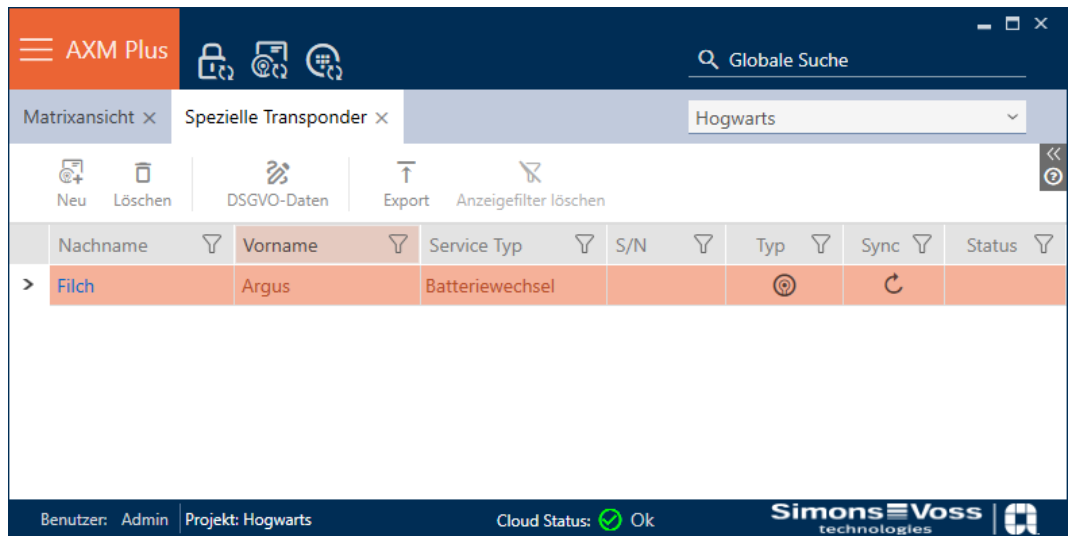 AXM Plus
Globale Suche
Matrixansicht
Spezielle Transponder
Hogwarts
Neu
Löschen
DSGVO-Daten
Export
Anzeigefilter löschen
Nachname Vorname Service Typ S/N Typ Sync Status
Filch Argus Batteriewechsel
Benutzer: Admin Projekt: Hogwarts Cloud Status: Ok
SimonsVoss
technologies